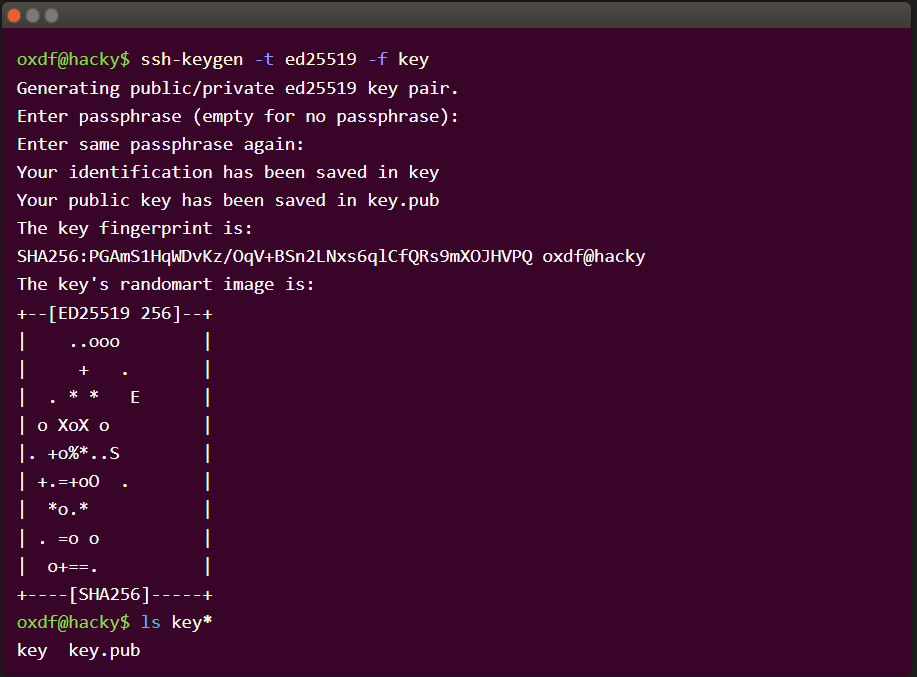 oxdf@hacky$ ssh-keygen -t ed25519 -f key
Generating public/private ed25519 key pair.
Enter passphrase (empty for no passphrase):
Enter same passphrase again:
Your identification has been saved in key
Your public key has been saved in key.pub
The key fingerprint is:
SHA256:PGAmS1HqWDvKz/OqV+BSn2LNxs6qlCfQRs9mXOJHVPQ oxdf@hacky
The key's randomart image is:
+--[ED25519 256]--+
|    ..ooo        |
|     +   .       |
|  . * *   E      |
| o XoX o         |
|. +o%*..S        |
| +.=+oO  .       |
|  *o.*           |
| . =o o          |
|  o+==.          |
+----[SHA256]-----+
oxdf@hacky$ ls key*
key  key.pub